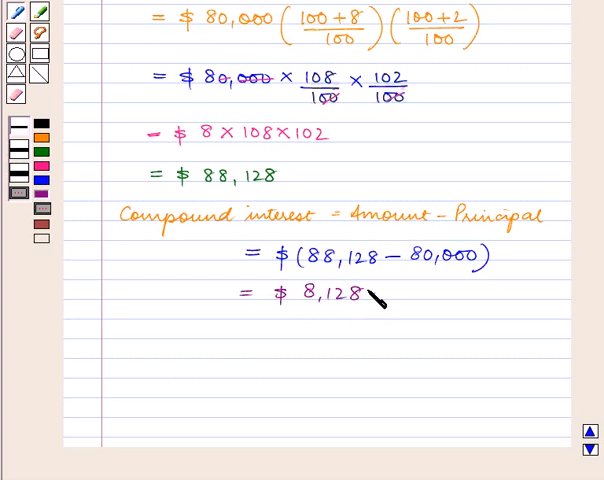 = $ 80,000 (100+8/100) (100+2/100)
= $ 80,000 × 108/100 × 102/100
= $ 8 × 108 × 102
= $ 88,128
Compound interest = Amount - Principal
= $ (88,128 - 80,000)
= $ 8,128